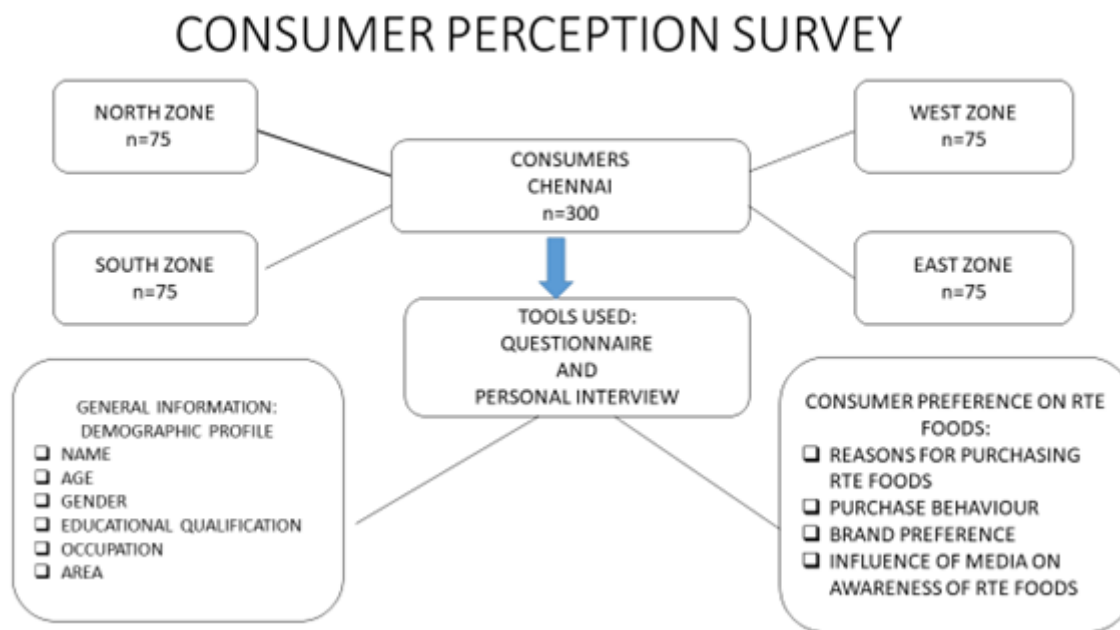 CONSUMER PERCEPTION SURVEY
NORTH ZONE
n=75
WEST ZONE
n=75
CONSUMERS
CHENNAI
n=300
SOUTH ZONE
n=75
EAST ZONE
n=75
TOOLS USED:
QUESTIONNAIRE
AND
PERSONAL INTERVIEW
GENERAL INFORMATION:
DEMOGRAPHIC PROFILE
❑ NAME
❑ AGE
❑ GENDER
❑ EDUCATIONAL QUALIFICATION
❑ OCCUPATION
❑ AREA
CONSUMER PREFERENCE ON RTE
FOODS:
❑ REASONS FOR PURCHASING
RTE FOODS
❑ PURCHASE BEHAVIOUR
❑ BRAND PREFERENCE
❑ INFLUENCE OF MEDIA ON
AWARENESS OF RTE FOODS